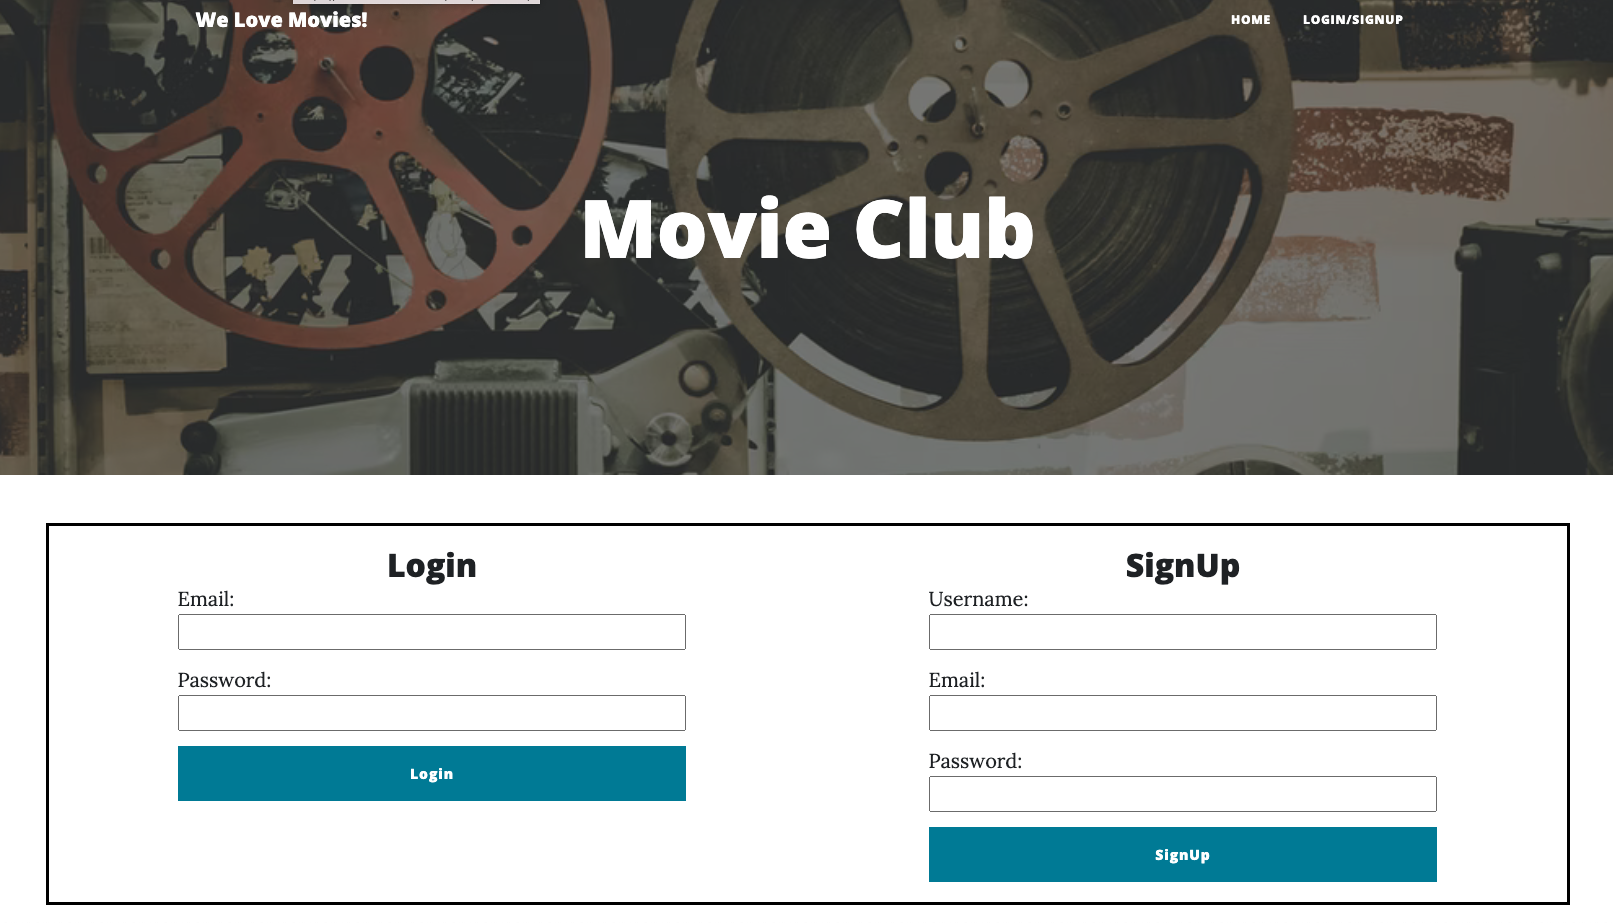 We Love Movies!
HOME LOGIN/SIGNUP
Movie Club
Login
Email:
Password:
Login
SignUp
Username:
Email:
Password:
SignUp